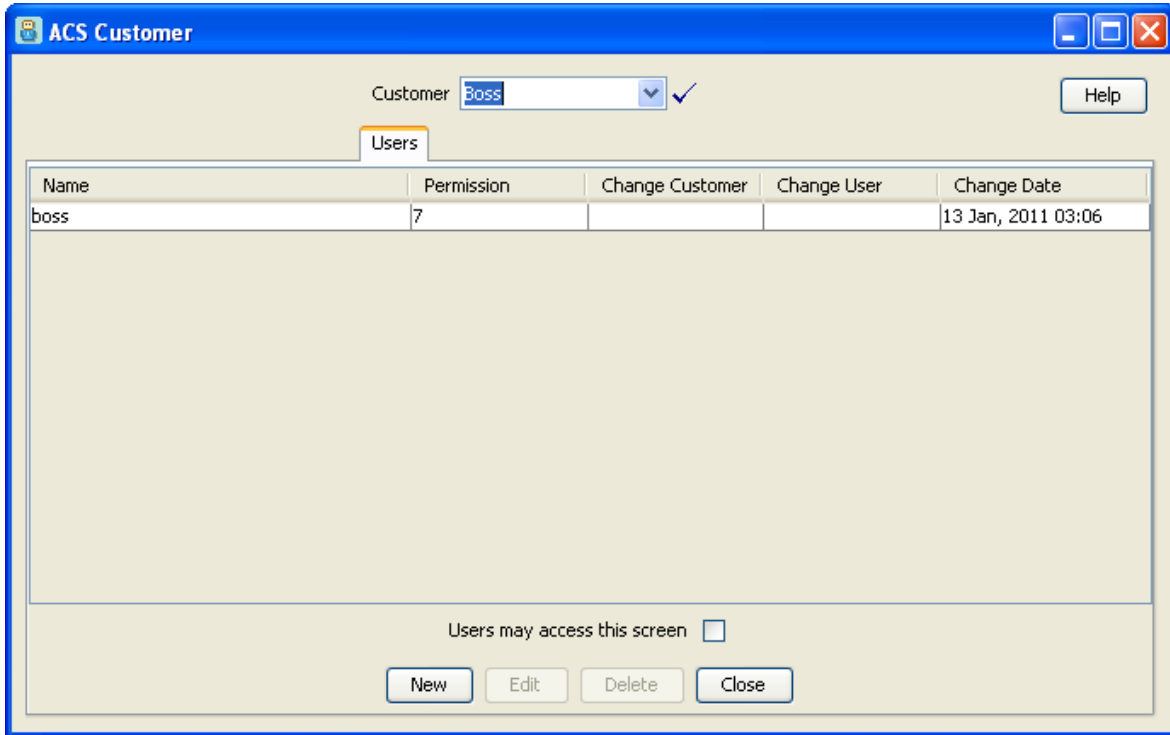 ACS Customer
Customer Boss
Help
Users
Name Permission Change Customer Change User Change Date
boss 7 13 Jan, 2011 03:06
Users may access this screen
New Edit Delete Close